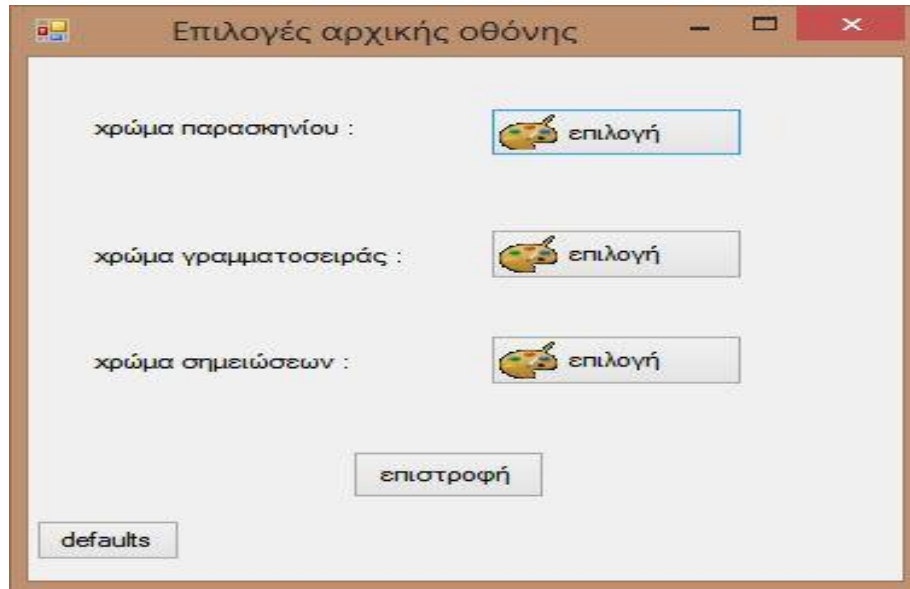 Επιλογές αρχικής οθόνης
χρώμα παρασκηνίου : επιλογή
χρώμα γραμματοσειράς : επιλογή
χρώμα σημειώσεων : επιλογή
επιστροφή
defaults